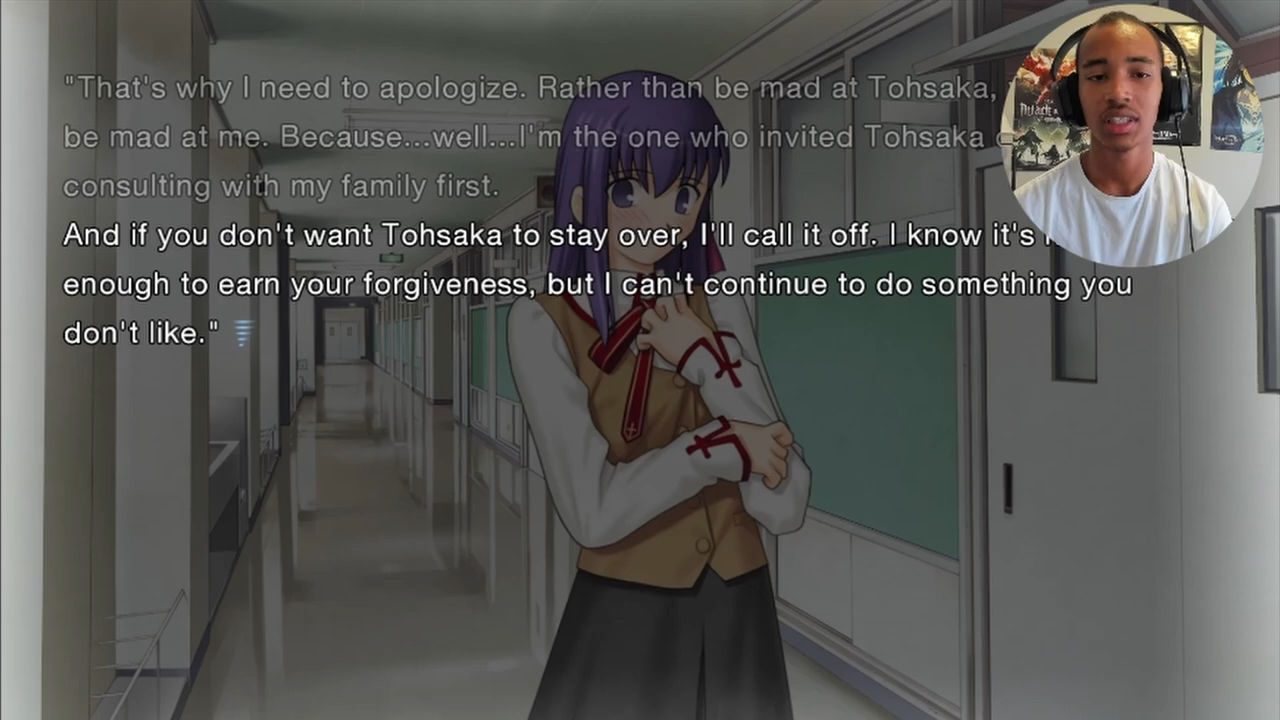 "That's why I need to apologize. Rather than be mad at Tohsaka,
be mad at me. Because...well...I'm the one who invited Tohsaka
consulting with my family first.
And if you don't want Tohsaka to stay over, I'll call it off. I know it's
enough to earn your forgiveness, but I can't continue to do something you
don't like."